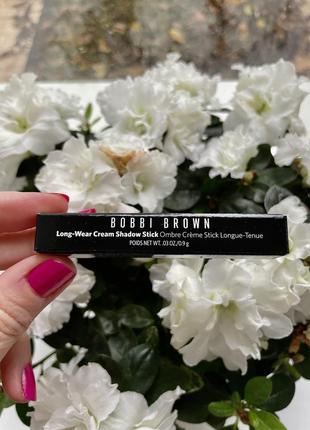 BOBBI BROWN
Long-Wear Cream Shadow Stick Ombre Crème Stick Longue-Tenue
POIDS NET WT. .03 OZ./0.9 g